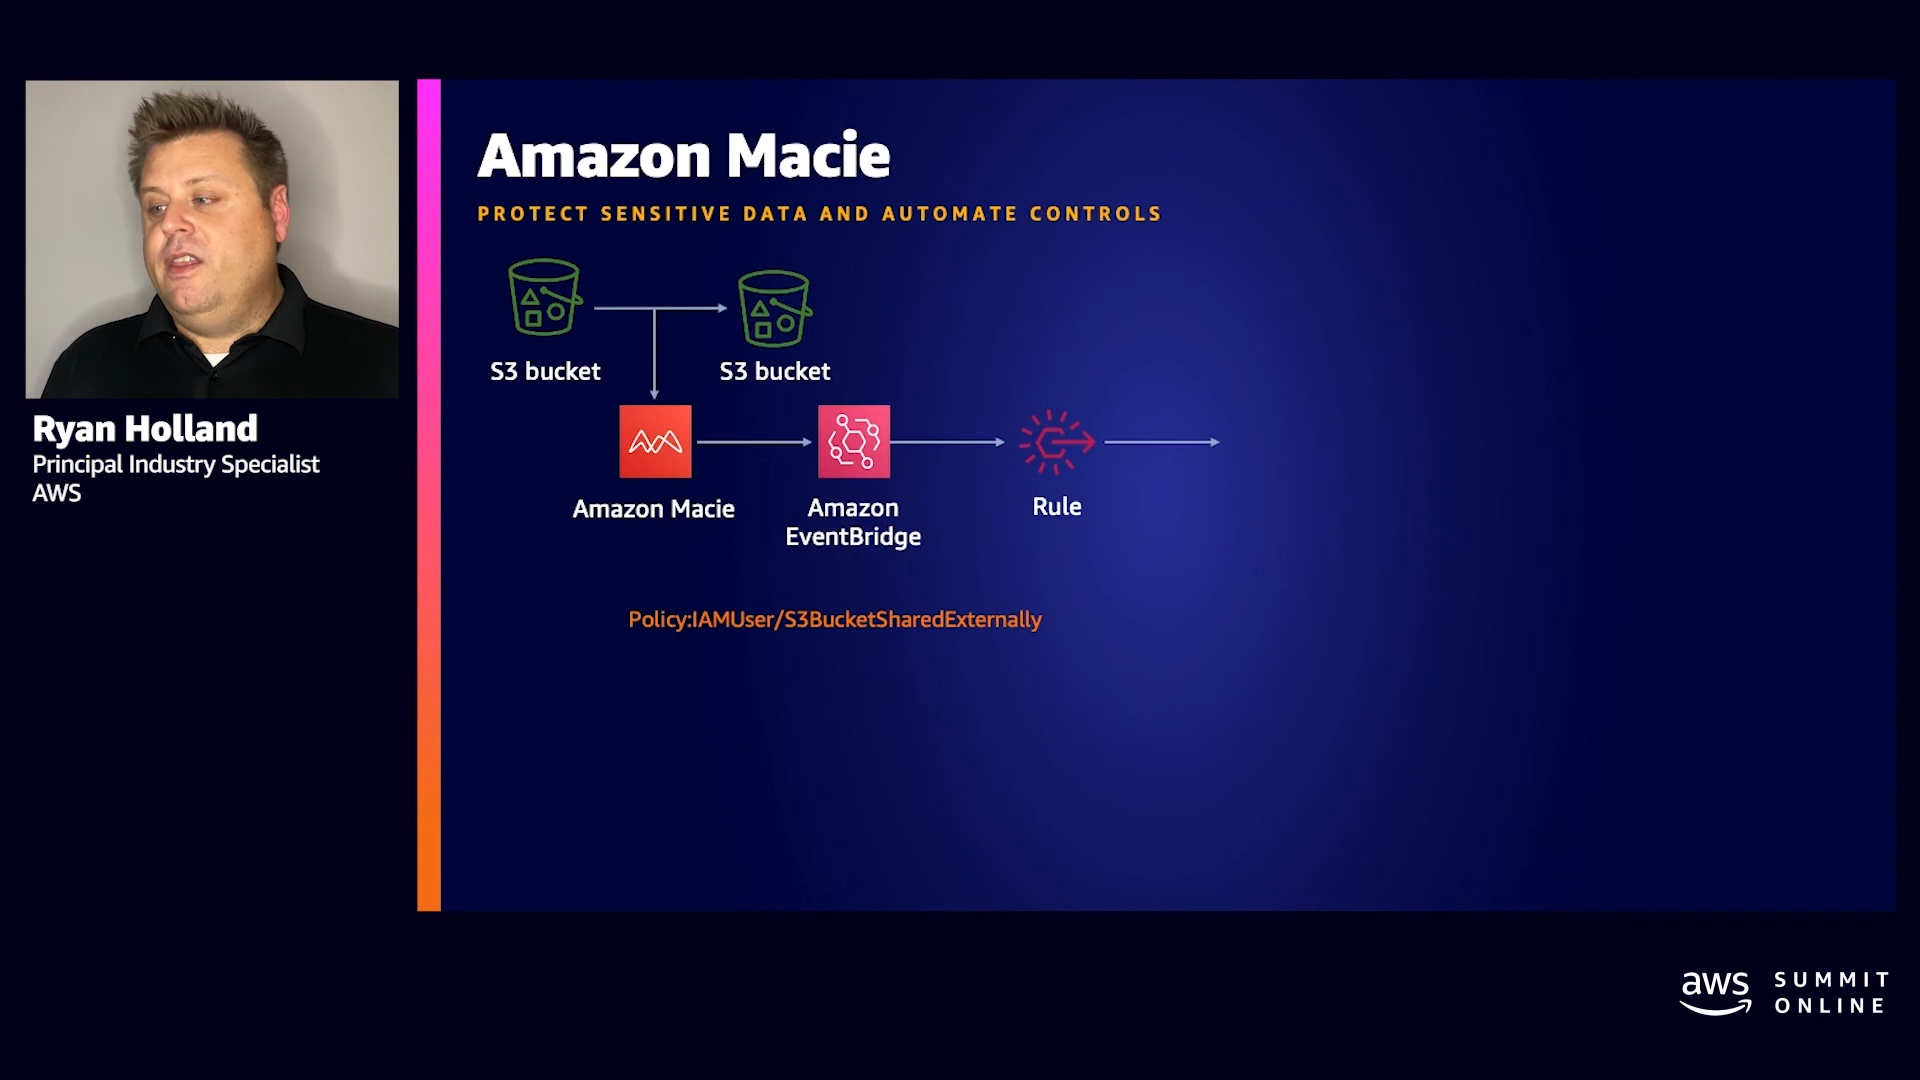 Amazon Macie
PROTECT SENSITIVE DATA AND AUTOMATE CONTROLS
S3 bucket
S3 bucket
Amazon Macie
Amazon
EventBridge
Rule
Policy:IAMUser/S3BucketSharedExternally
Ryan Holland
Principal Industry Specialist
AWS
aws
SUMMIT
ONLINE